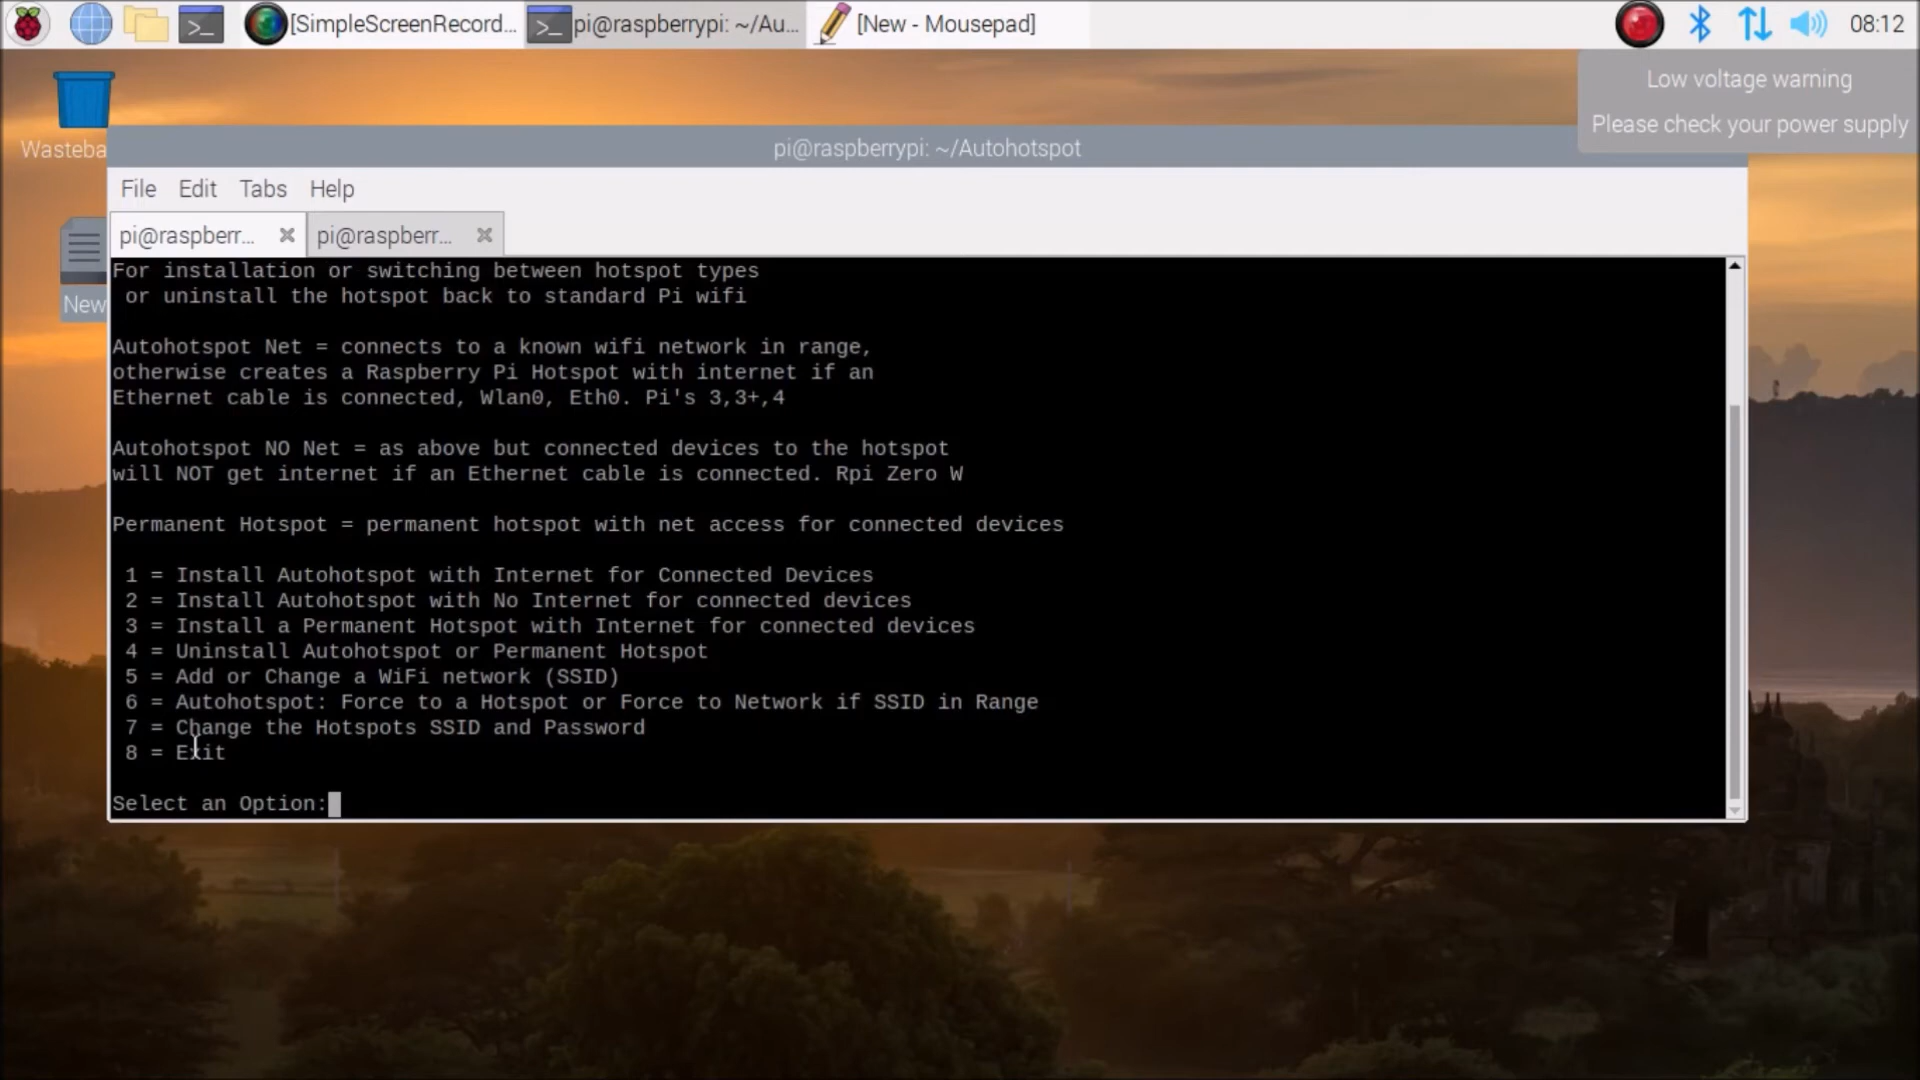 [SimpleScreenRecord...
pi@raspberrypi: ~/Au...
[New - Mousepad]
08:12
Low voltage warning
Please check your power supply
Wasteba
New
pi@raspberrypi: ~/Autohotspot
File Edit Tabs Help
pi@raspberr...
pi@raspberr...
For installation or switching between hotspot types
or uninstall the hotspot back to standard Pi wifi
Autohotspot Net = connects to a known wifi network in range,
otherwise creates a Raspberry Pi Hotspot with internet if an
Ethernet cable is connected, Wlan0, Eth0. Pi's 3,3+,4
Autohotspot NO Net = as above but connected devices to the hotspot
will NOT get internet if an Ethernet cable is connected. Rpi Zero W
Permanent Hotspot = permanent hotspot with net access for connected devices
1 = Install Autohotspot with Internet for Connected Devices
2 = Install Autohotspot with No Internet for connected devices
3 = Install a Permanent Hotspot with Internet for connected devices
4 = Uninstall Autohotspot or Permanent Hotspot
5 = Add or Change a WiFi network (SSID)
6 = Autohotspot: Force to a Hotspot or Force to Network if SSID in Range
7 = Change the Hotspots SSID and Password
8 = Exit
Select an Option: